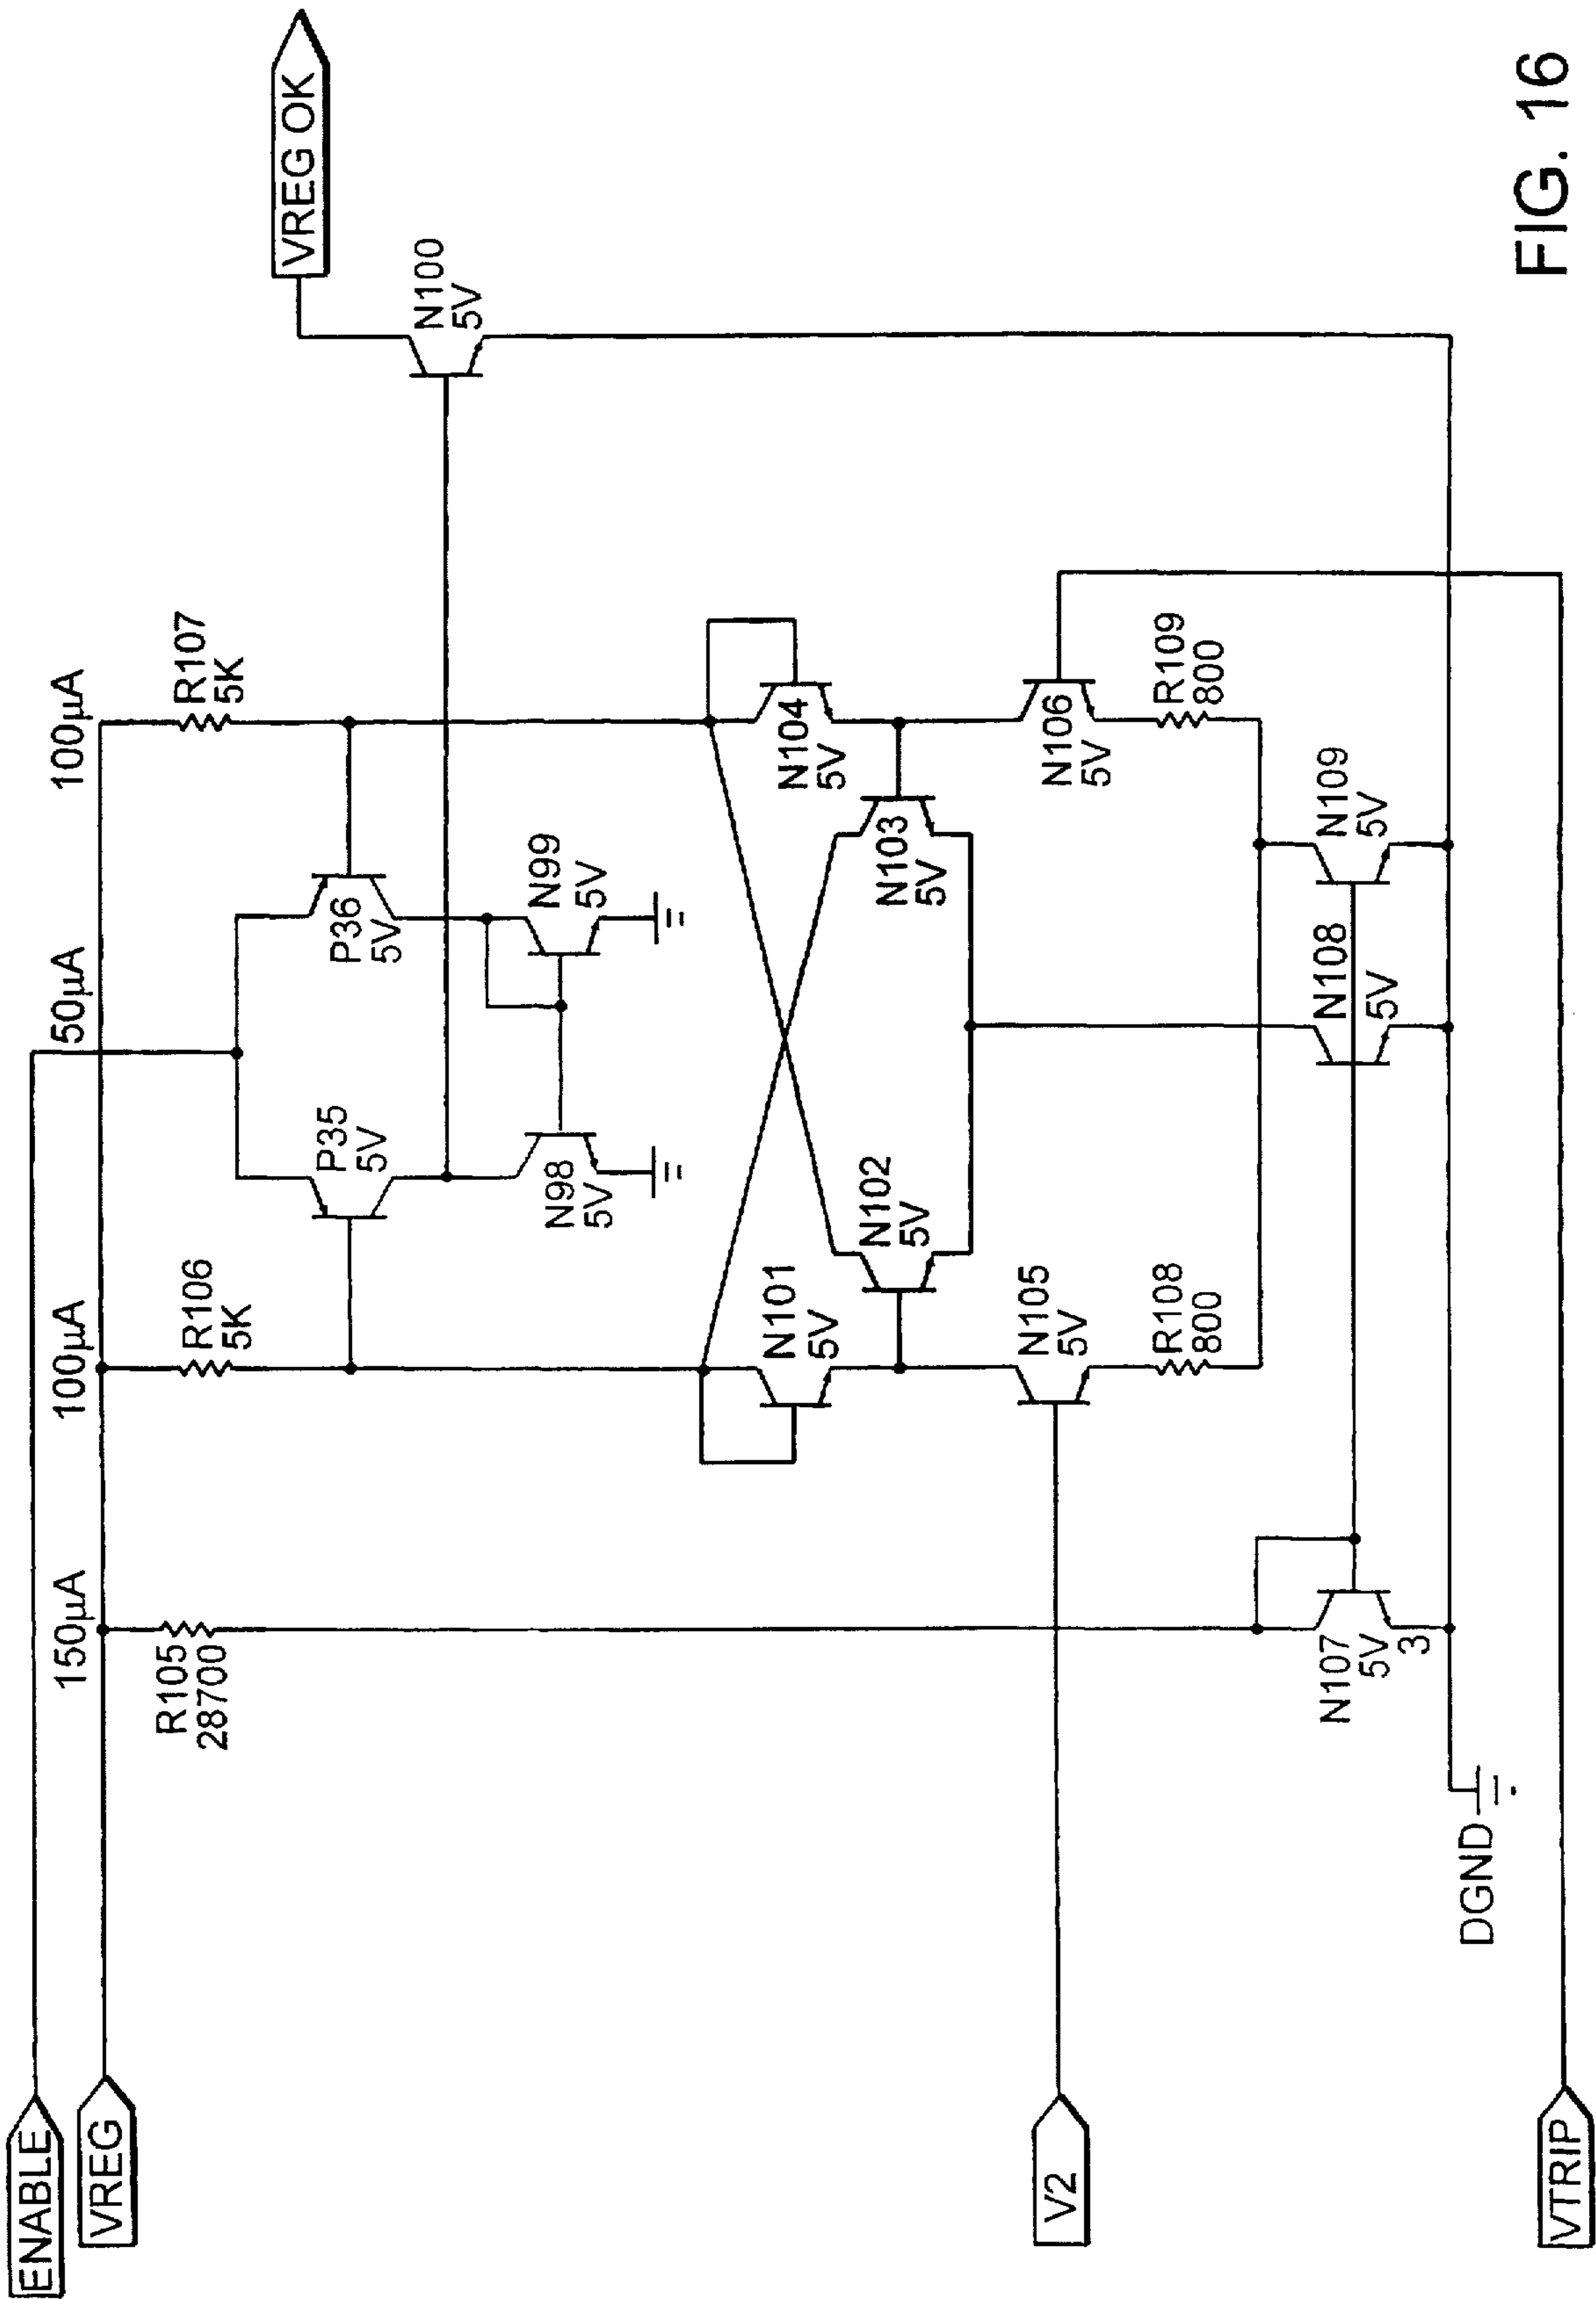 ENABLE
VREG
V2
VTRIP
150µA
100µA
50µA
100µA
R105
28700
R106
5K
R107
5K
P35
5V
P36
5V
N98
5V
N99
5V
N100
5V
VREG OK
N101
5V
N102
5V
N103
5V
N104
5V
N105
5V
N106
5V
R108
800
R109
800
N107
5V
3
N108
5V
N109
5V
DGND
FIG. 16